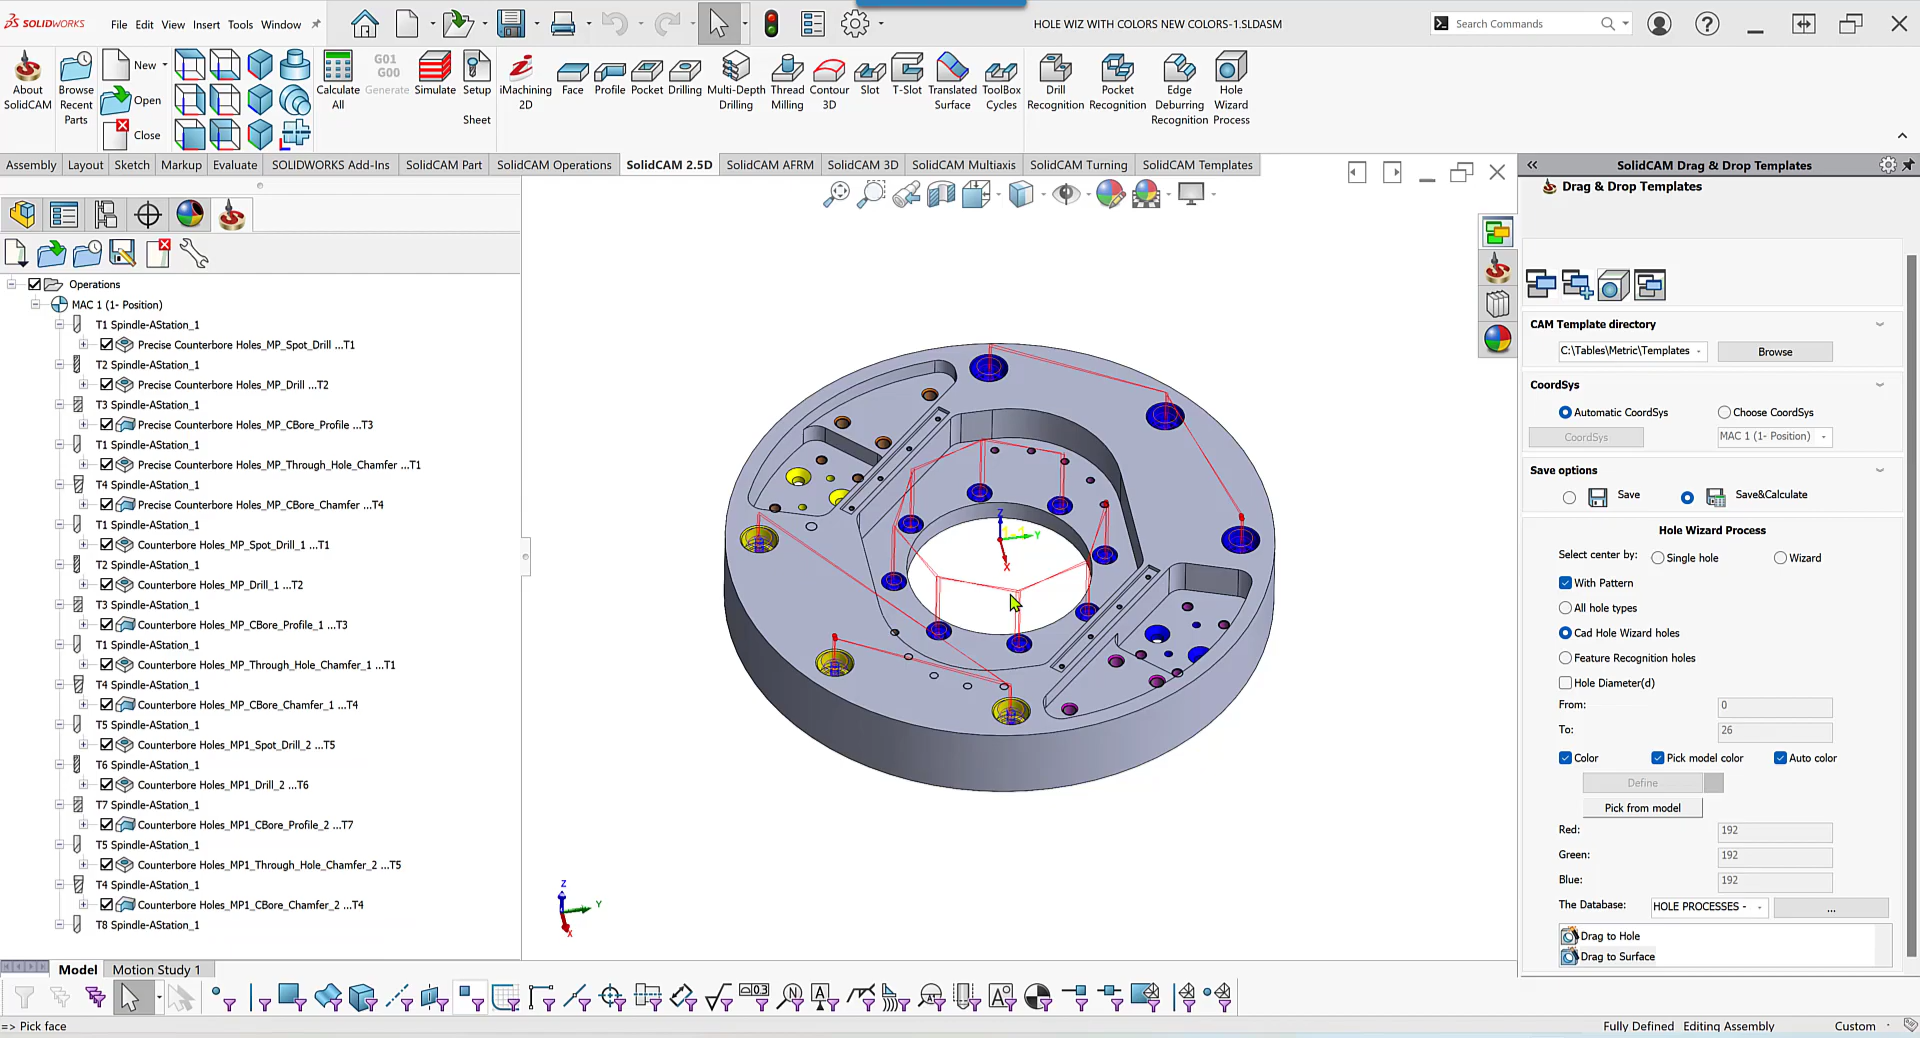 SOLIDWORKS File Edit View Insert Tools Window
HOLE WIZ WITH COLORS NEW COLORS-1.SLDASM
Search Commands
About SolidCAM
Browse Recent Parts
New
Open
Close
Calculate All
G01 G00
Generate
Simulate
Setup Sheet
iMachining 2D
Face
Profile
Pocket
Drilling
Multi-Depth Drilling
Thread Milling
Contour 3D
Slot
T-Slot
Translated Surface
ToolBox Cycles
Drill Recognition
Pocket Recognition
Edge Deburring Recognition
Hole Wizard Process
Assembly Layout Sketch Markup Evaluate SOLIDWORKS Add-Ins SolidCAM Part SolidCAM Operations SolidCAM 2.5D SolidCAM AFRM SolidCAM 3D SolidCAM Multiaxis SolidCAM Turning SolidCAM Templates
Operations
MAC 1 (1- Position)
T1 Spindle-AStation_1
Precise Counterbore Holes_MP_Spot_Drill ...T1
T2 Spindle-AStation_1
Precise Counterbore Holes_MP_Drill ...T2
T3 Spindle-AStation_1
Precise Counterbore Holes_MP_CBore_Profile ...T3
T1 Spindle-AStation_1
Precise Counterbore Holes_MP_Through_Hole_Chamfer ...T1
T4 Spindle-AStation_1
Precise Counterbore Holes_MP_CBore_Chamfer ...T4
T1 Spindle-AStation_1
Counterbore Holes_MP_Spot_Drill_1 ...T1
T2 Spindle-AStation_1
Counterbore Holes_MP_Drill_1 ...T2
T3 Spindle-AStation_1
Counterbore Holes_MP_CBore_Profile_1 ...T3
T1 Spindle-AStation_1
Counterbore Holes_MP_Through_Hole_Chamfer_1 ...T1
T4 Spindle-AStation_1
Counterbore Holes_MP_CBore_Chamfer_1 ...T4
T5 Spindle-AStation_1
Counterbore Holes_MP1_Spot_Drill_2 ...T5
T6 Spindle-AStation_1
Counterbore Holes_MP1_Drill_2 ...T6
T7 Spindle-AStation_1
Counterbore Holes_MP1_CBore_Profile_2 ...T7
T5 Spindle-AStation_1
Counterbore Holes_MP1_Through_Hole_Chamfer_2 ...T5
T4 Spindle-AStation_1
Counterbore Holes_MP1_CBore_Chamfer_2 ...T4
T8 Spindle-AStation_1
Z
Y
X
Z
Y
X
SolidCAM Drag & Drop Templates
Drag & Drop Templates
CAM Template directory
C:\Tables\Metric\Templates Browse
CoordSys
Automatic CoordSys Choose CoordSys
CoordSys MAC 1 (1- Position)
Save options
Save Save&Calculate
Hole Wizard Process
Select center by: Single hole Wizard
With Pattern
All hole types
Cad Hole Wizard holes
Feature Recognition holes
Hole Diameter(d)
From: 0
To: 26
Color Pick model color Auto color
Define
Pick from model
Red: 192
Green: 192
Blue: 192
The Database: HOLE PROCESSES - ...
Drag to Hole
Drag to Surface
Model Motion Study 1
=> Pick face
Fully Defined Editing Assembly Custom